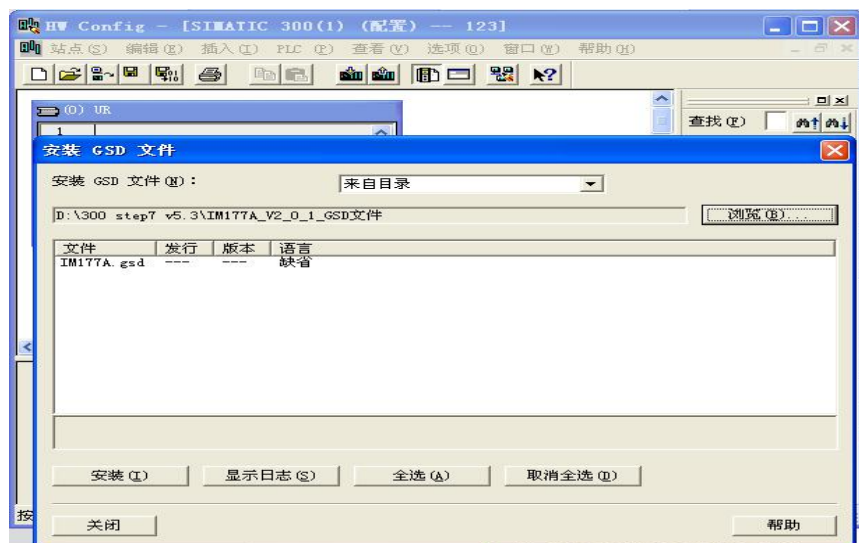 HW Config - [SIMATIC 300(1) (配置) -- 123]
站点(S) 编辑(E) 插入(I) PLC (P) 查看(V) 选项(O) 窗口(W) 帮助(H)
(0) UR
1
查找(F)
安装 GSD 文件
安装 GSD 文件(N):
来自目录
D:\300 step7 v5.3\IM177A_V2_0_1_GSD文件
浏览(B)...
文件 发行 版本 语言
IM177A.gsd --- --- 缺省
安装(I) 显示日志(S) 全选(A) 取消全选(D)
按
关闭 帮助